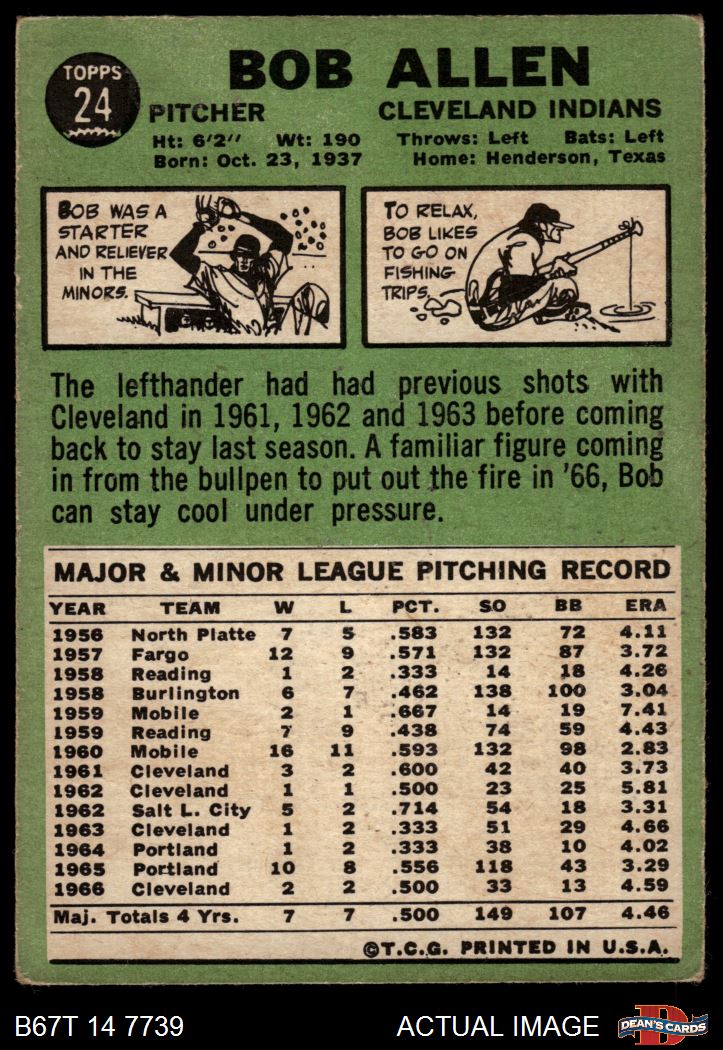 TOPPS
24
BOB ALLEN
PITCHER
CLEVELAND INDIANS
Ht: 6'2" Wt: 190
Throws: Left Bats: Left
Born: Oct. 23, 1937
Home: Henderson, Texas
BOB WAS A
STARTER
AND RELIEVER
IN THE
MINORS.
TO RELAX,
BOB LIKES
TO GO ON
FISHING
TRIPS.
The lefthander had had previous shots with
Cleveland in 1961, 1962 and 1963 before coming
back to stay last season. A familiar figure coming
in from the bullpen to put out the fire in '66, Bob
can stay cool under pressure.
MAJOR & MINOR LEAGUE PITCHING RECORD
YEAR TEAM W L PCT. SO BB ERA
1956 North Platte 7 5 .583 132 72 4.11
1957 Fargo 12 9 .571 132 87 3.72
1958 Reading 1 2 .333 14 18 4.26
1958 Burlington 6 7 .462 138 100 3.04
1959 Mobile 2 1 .667 14 19 7.41
1959 Reading 7 9 .438 74 59 4.43
1960 Mobile 16 11 .593 132 98 2.83
1961 Cleveland 3 2 .600 42 40 3.73
1962 Cleveland 1 1 .500 23 25 5.81
1962 Salt L. City 5 2 .714 54 18 3.31
1963 Cleveland 1 2 .333 51 29 4.66
1964 Portland 1 2 .333 38 10 4.02
1965 Portland 10 8 .556 118 43 3.29
1966 Cleveland 2 2 .500 33 13 4.59
Maj. Totals 4 Yrs. 7 7 .500 149 107 4.46
©T.C.G. PRINTED IN U.S.A.
B67T 14 7739
ACTUAL IMAGE
D
DEAN'S CARDS